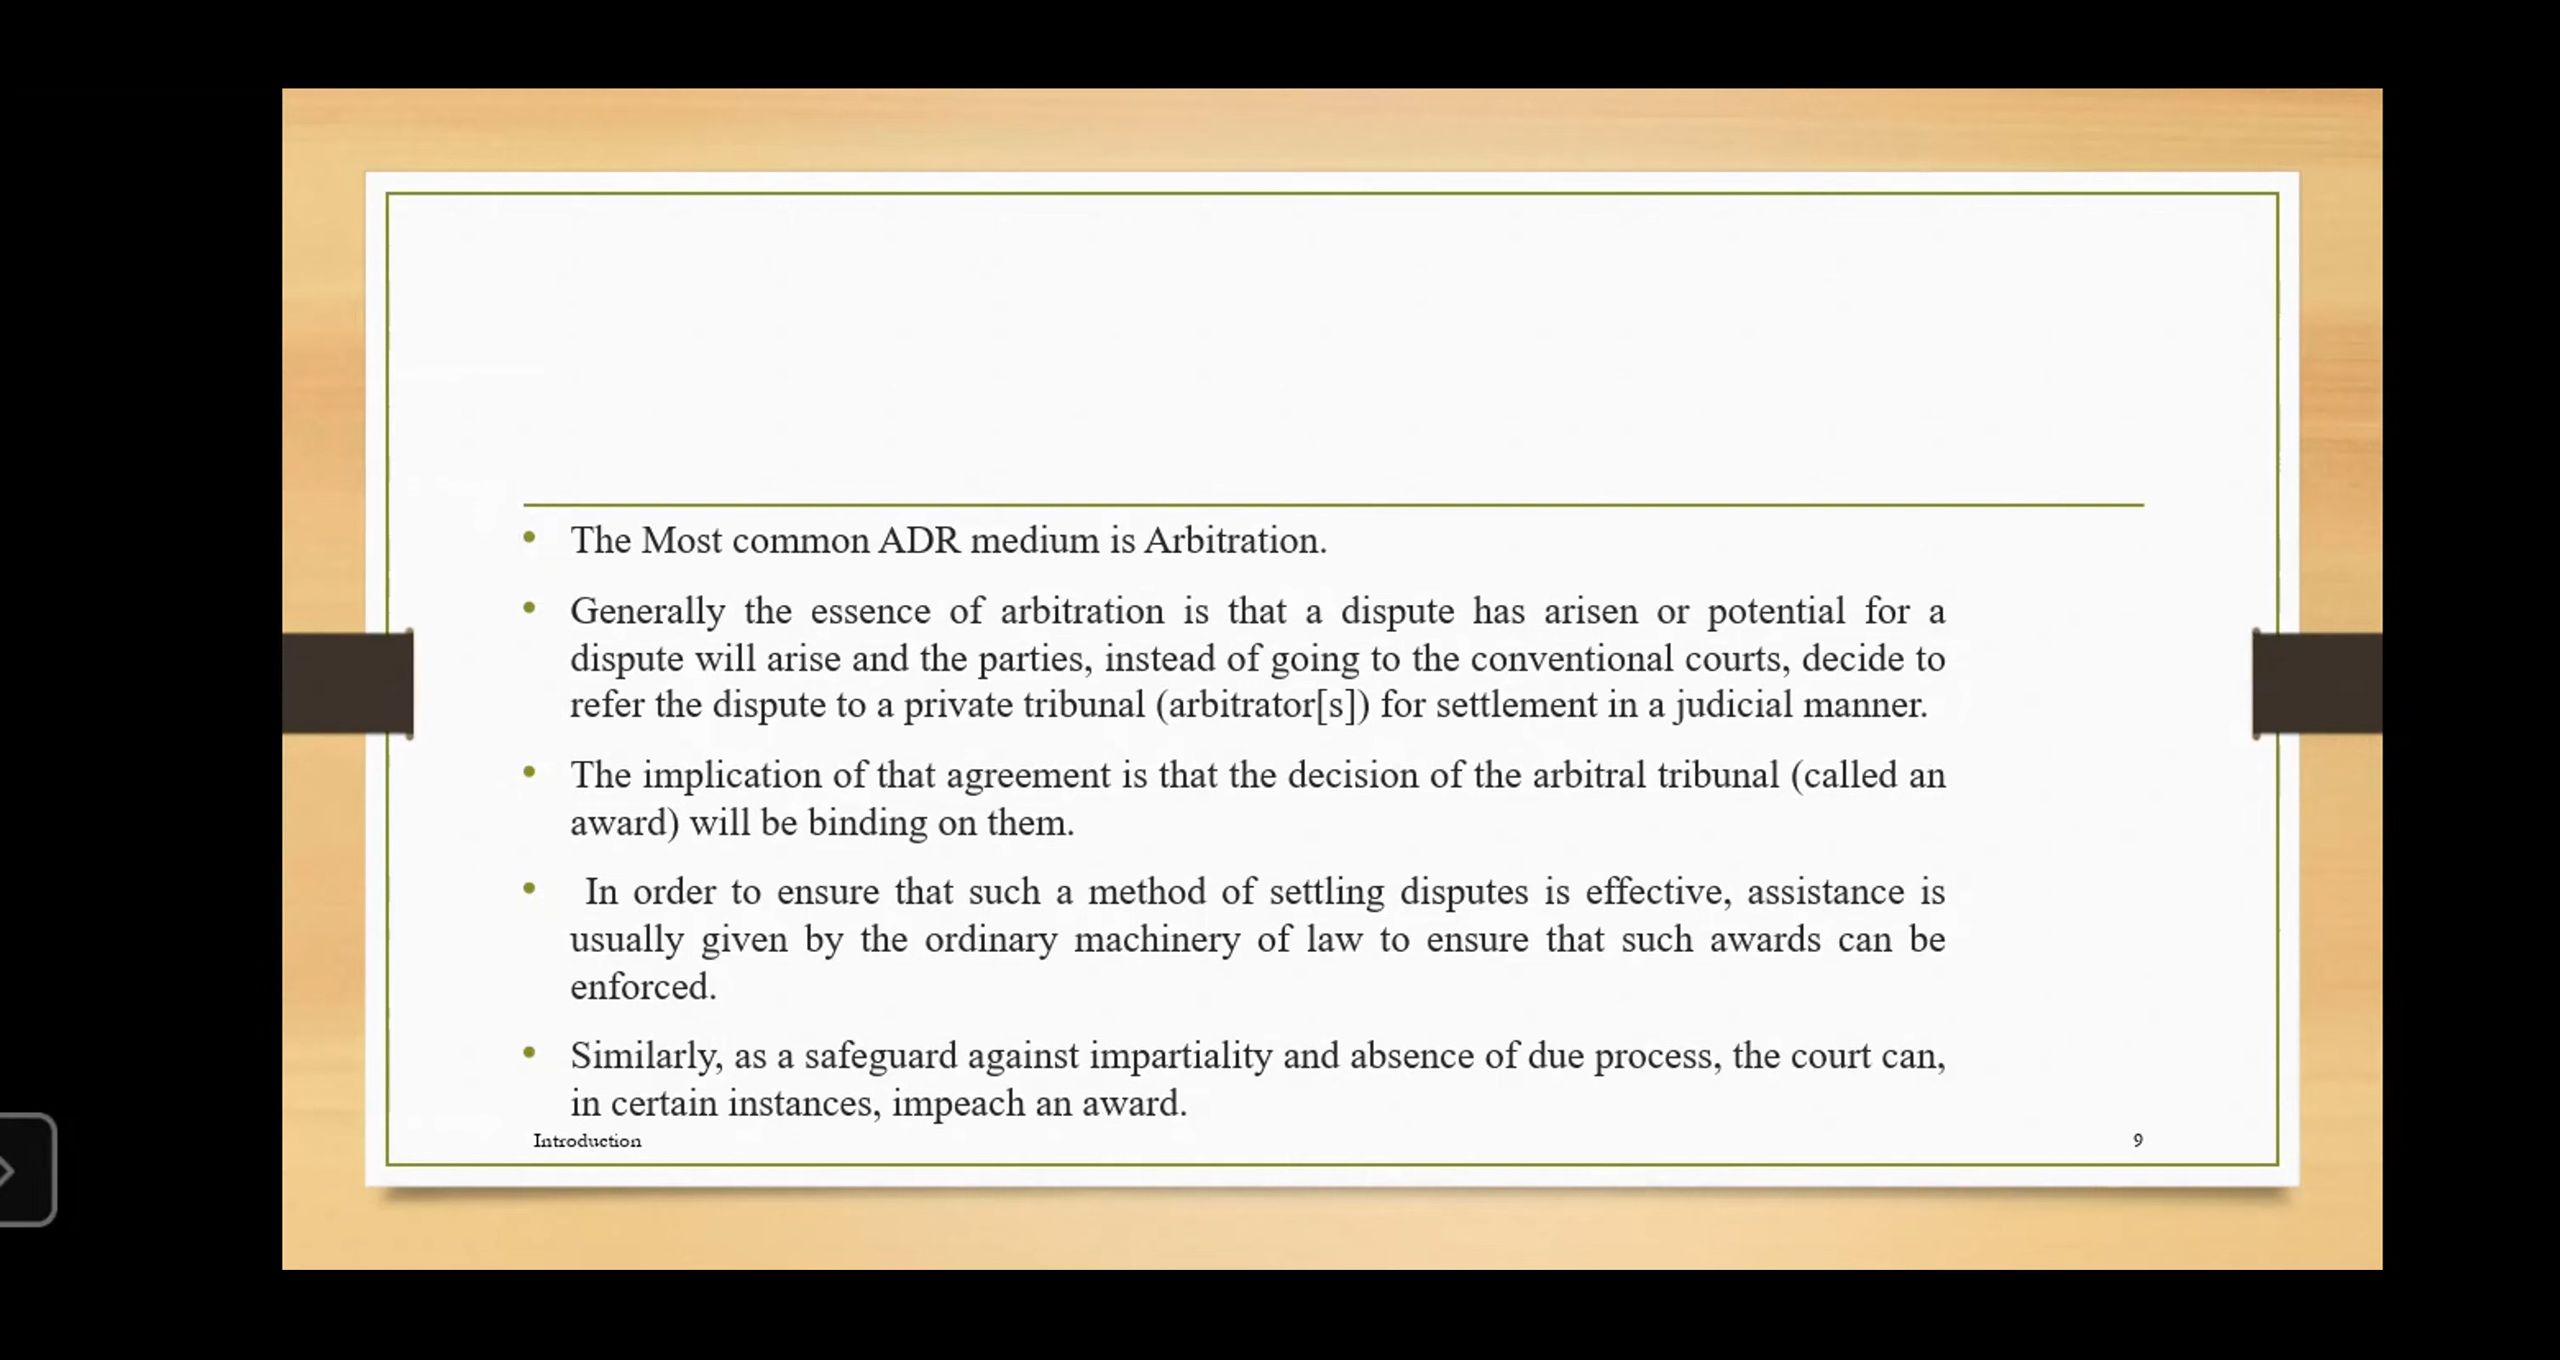 • The Most common ADR medium is Arbitration.
• Generally the essence of arbitration is that a dispute has arisen or potential for a
dispute will arise and the parties, instead of going to the conventional courts, decide to
refer the dispute to a private tribunal (arbitrator[s]) for settlement in a judicial manner.
• The implication of that agreement is that the decision of the arbitral tribunal (called an
award) will be binding on them.
• In order to ensure that such a method of settling disputes is effective, assistance is
usually given by the ordinary machinery of law to ensure that such awards can be
enforced.
• Similarly, as a safeguard against impartiality and absence of due process, the court can,
in certain instances, impeach an award.
Introduction 9